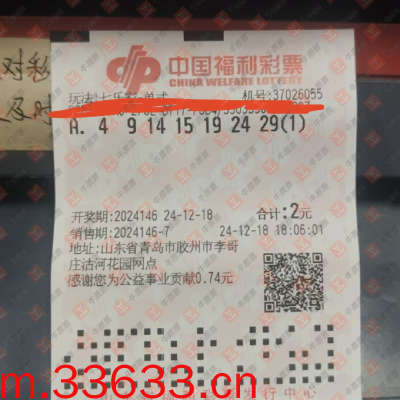 中国福利彩票
CHINA WELFARE LOTTERY
机号:37026055
A. 4 9 14 15 19 24 29(1)
开奖期:2024146 24-12-18 合计:2元
销售期:2024146-7 24-12-18 18:06:01
地址:山东省青岛市胶州市李哥
庄沽河花园网点
感谢您为公益事业贡献0.74元
m.33633.cn
发行中心